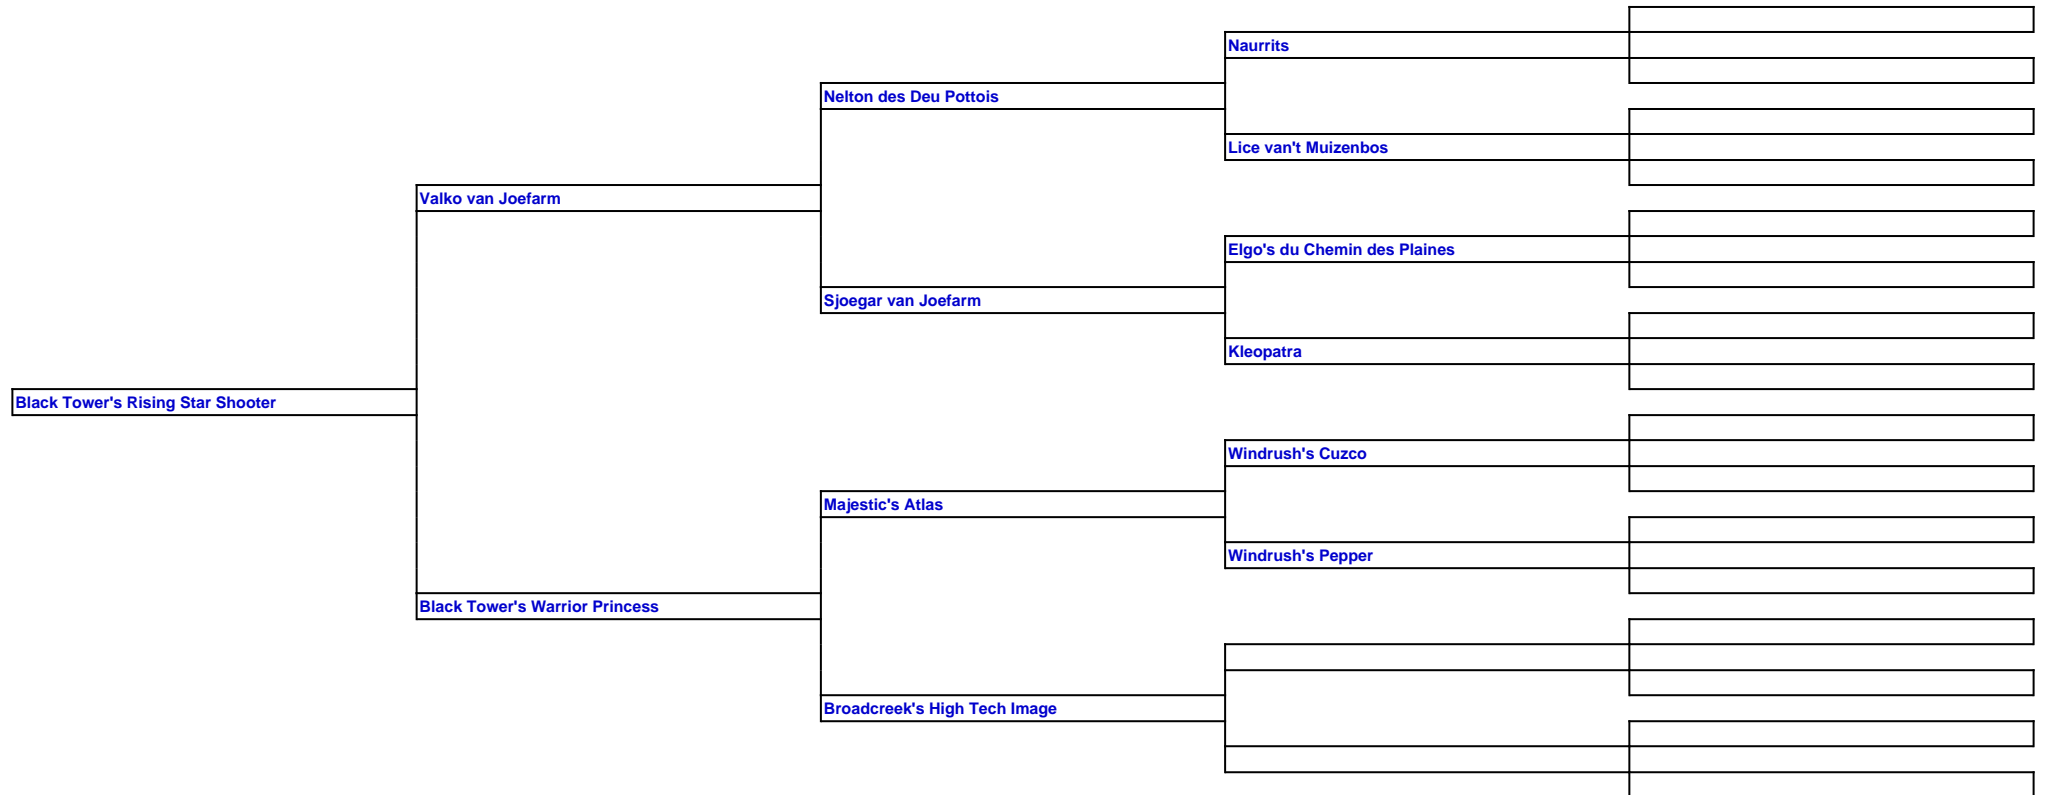 Naurrits
Nelton des Deu Pottois
Lice van't Muizenbos
Valko van Joefarm
Elgo's du Chemin des Plaines
Sjoegar van Joefarm
Kleopatra
Black Tower's Rising Star Shooter
Windrush's Cuzco
Majestic's Atlas
Windrush's Pepper
Black Tower's Warrior Princess
Broadcreek's High Tech Image